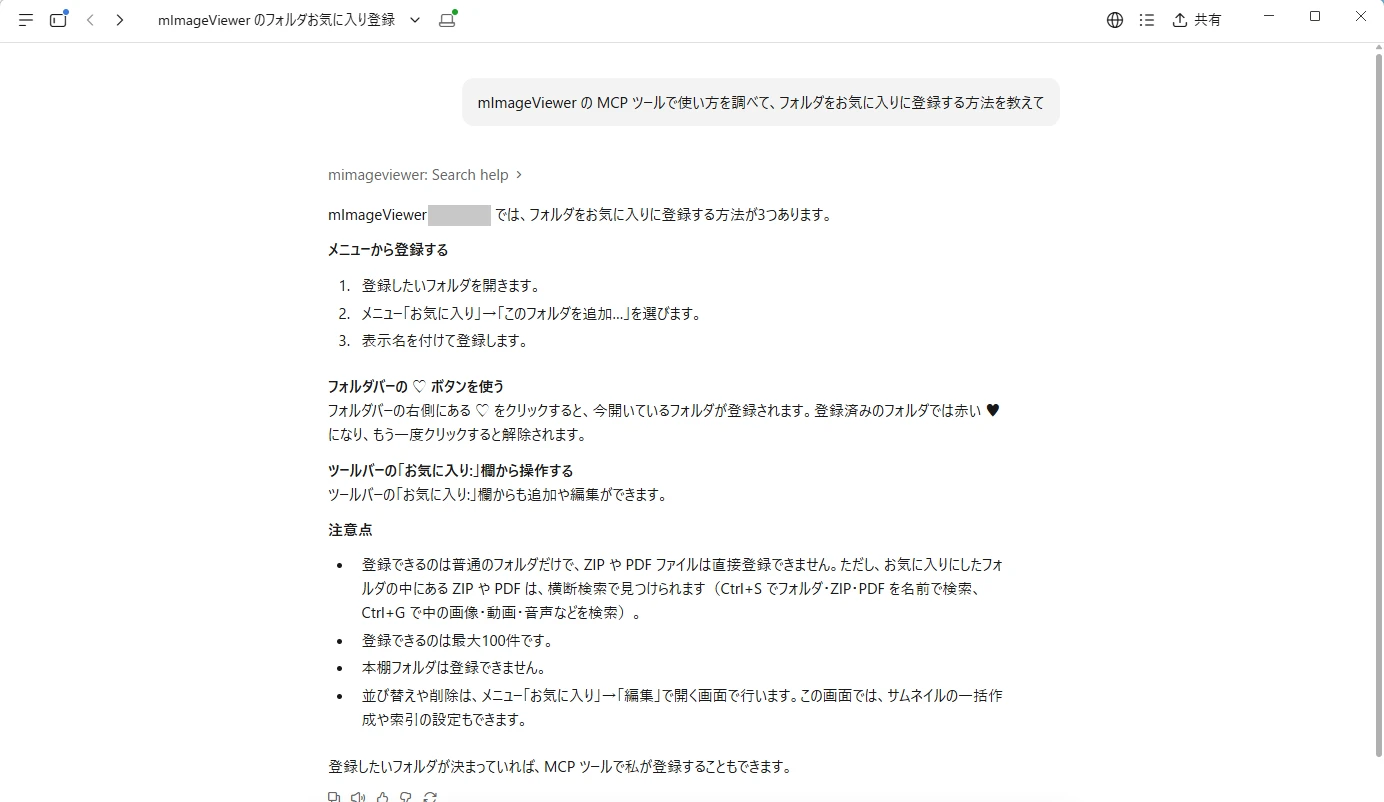 mImageViewer のフォルダお気に入り登録
共有
mImageViewer の MCP ツールで使い方を調べて、フォルダをお気に入りに登録する方法を教えて
mimageviewer: Search help
mImageViewer では、フォルダをお気に入りに登録する方法が3つあります。
メニューから登録する
1. 登録したいフォルダを開きます。
2. メニュー「お気に入り」→「このフォルダを追加...」を選びます。
3. 表示名を付けて登録します。
フォルダバーの ♡ ボタンを使う
フォルダバーの右側にある ♡ をクリックすると、今開いているフォルダが登録されます。登録済みのフォルダでは赤い ♥
になり、もう一度クリックすると解除されます。
ツールバーの「お気に入り:」欄から操作する
ツールバーの「お気に入り:」欄からも追加や編集ができます。
注意点
• 登録できるのは普通のフォルダだけで、ZIP や PDF ファイルは直接登録できません。ただし、お気に入りにしたフォ
ルダの中にある ZIP や PDF は、横断検索で見つけられます（Ctrl+S でフォルダ・ZIP・PDF を名前で検索、
Ctrl+G で中の画像・動画・音声などを検索）。
• 登録できるのは最大100件です。
• 本棚フォルダは登録できません。
• 並び替えや削除は、メニュー「お気に入り」→「編集」で開く画面で行います。この画面では、サムネイルの一括作
成や索引の設定もできます。
登録したいフォルダが決まっていれば、MCP ツールで私が登録することもできます。